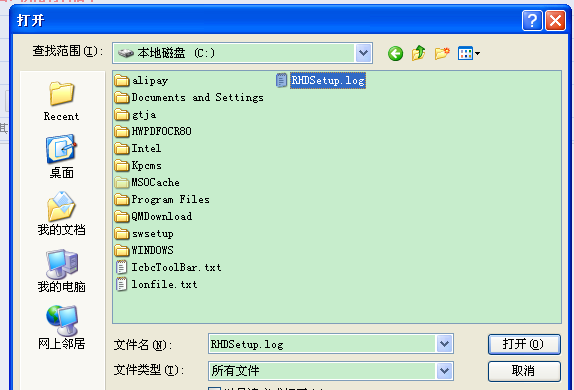 打开
查找范围(I):
本地磁盘 (C:)
Recent
桌面
我的文档
我的电脑
网上邻居
alipay
Documents and Settings
gtja
HWPDFOCR80
Intel
Kpcms
MSOCache
Program Files
QMDownload
swsetup
WINDOWS
IcbcToolBar.txt
lonfile.txt
RHDSetup.log
文件名(N):
RHDSetup.log
打开(O)
文件类型(T):
所有文件
取消